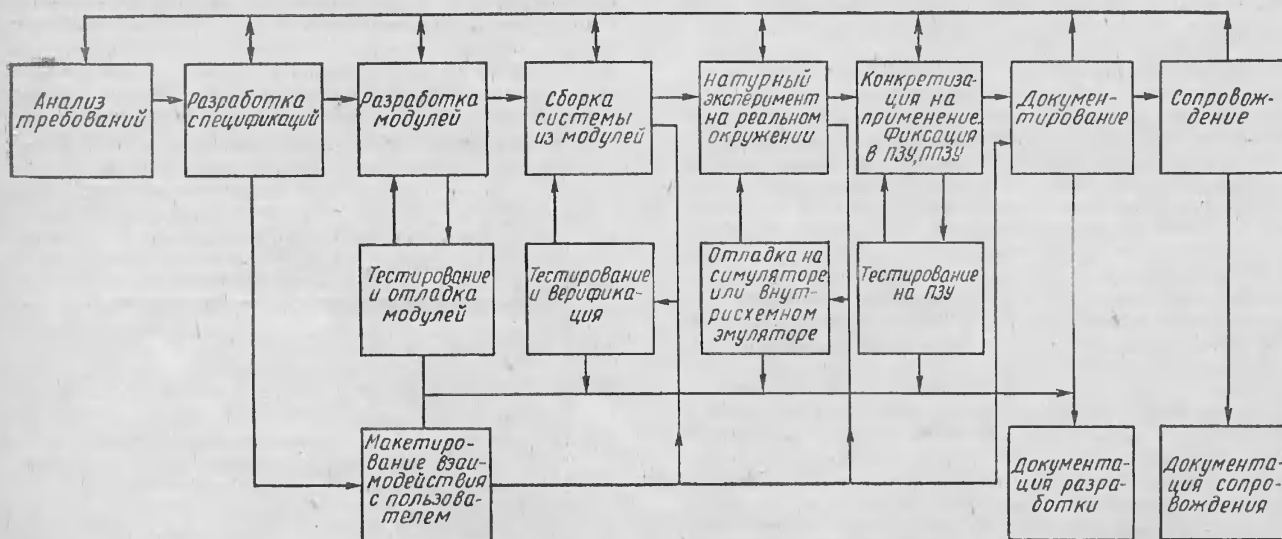 Анализ
требований
Разработка
спецификаций
Разработка
модулей
Сборка
системы
из модулей
натурный
эксперимент
на реальном
окружении
Конкретиза-
ция на
применение.
Фиксация
в ПЗУ, ППЗУ
Докумен-
тирование
Сопровож-
дение
Тестирование
и отладка
модулей
Тестирование
и верифика-
ция
Отладка на
симуляторе
или внут-
рисхемном
эмуляторе
Тестирование
на ПЗУ
Макетиро-
вание взаи-
модействия
с пользова-
телем
Документа-
ция разра-
ботки
Документа-
ция сопро-
вождения